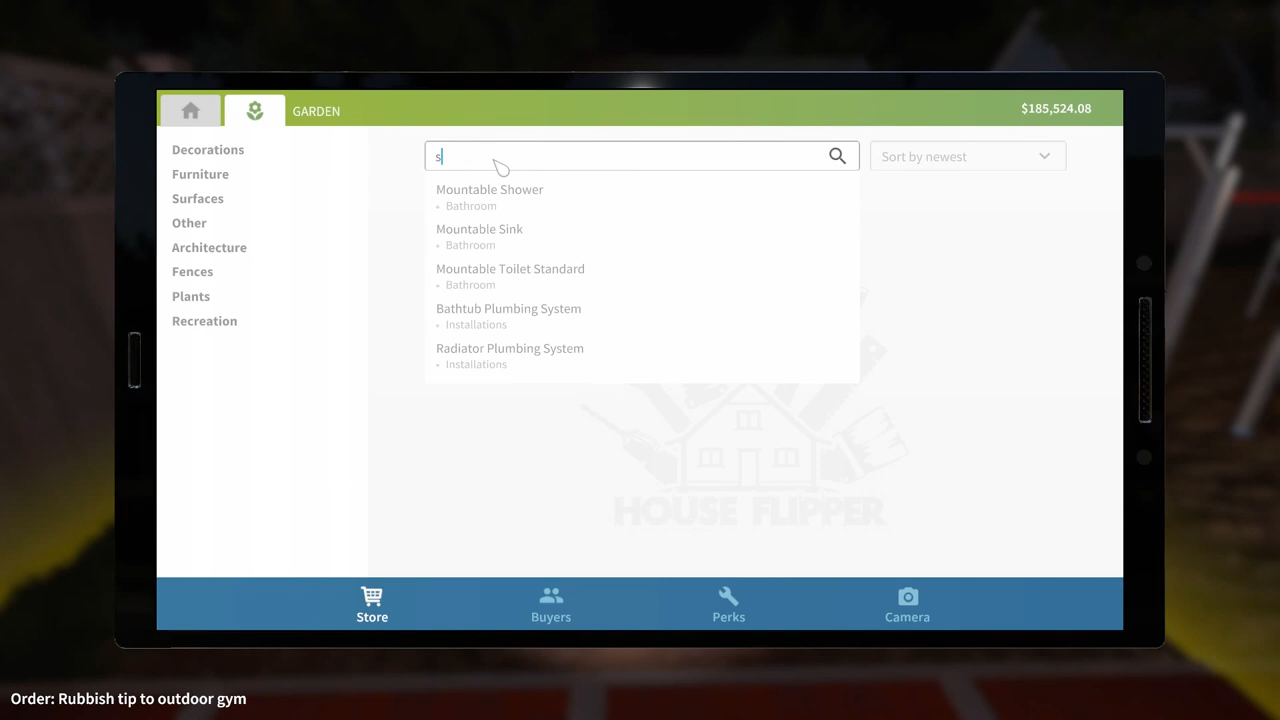 GARDEN
$185,524.08
Decorations
Furniture
Surfaces
Other
Architecture
Fences
Plants
Recreation
s
Sort by newest
Mountable Shower
• Bathroom
Mountable Sink
• Bathroom
Mountable Toilet Standard
• Bathroom
Bathtub Plumbing System
• Installations
Radiator Plumbing System
• Installations
HOUSE FLIPPER
Store
Buyers
Perks
Camera
Order: Rubbish tip to outdoor gym